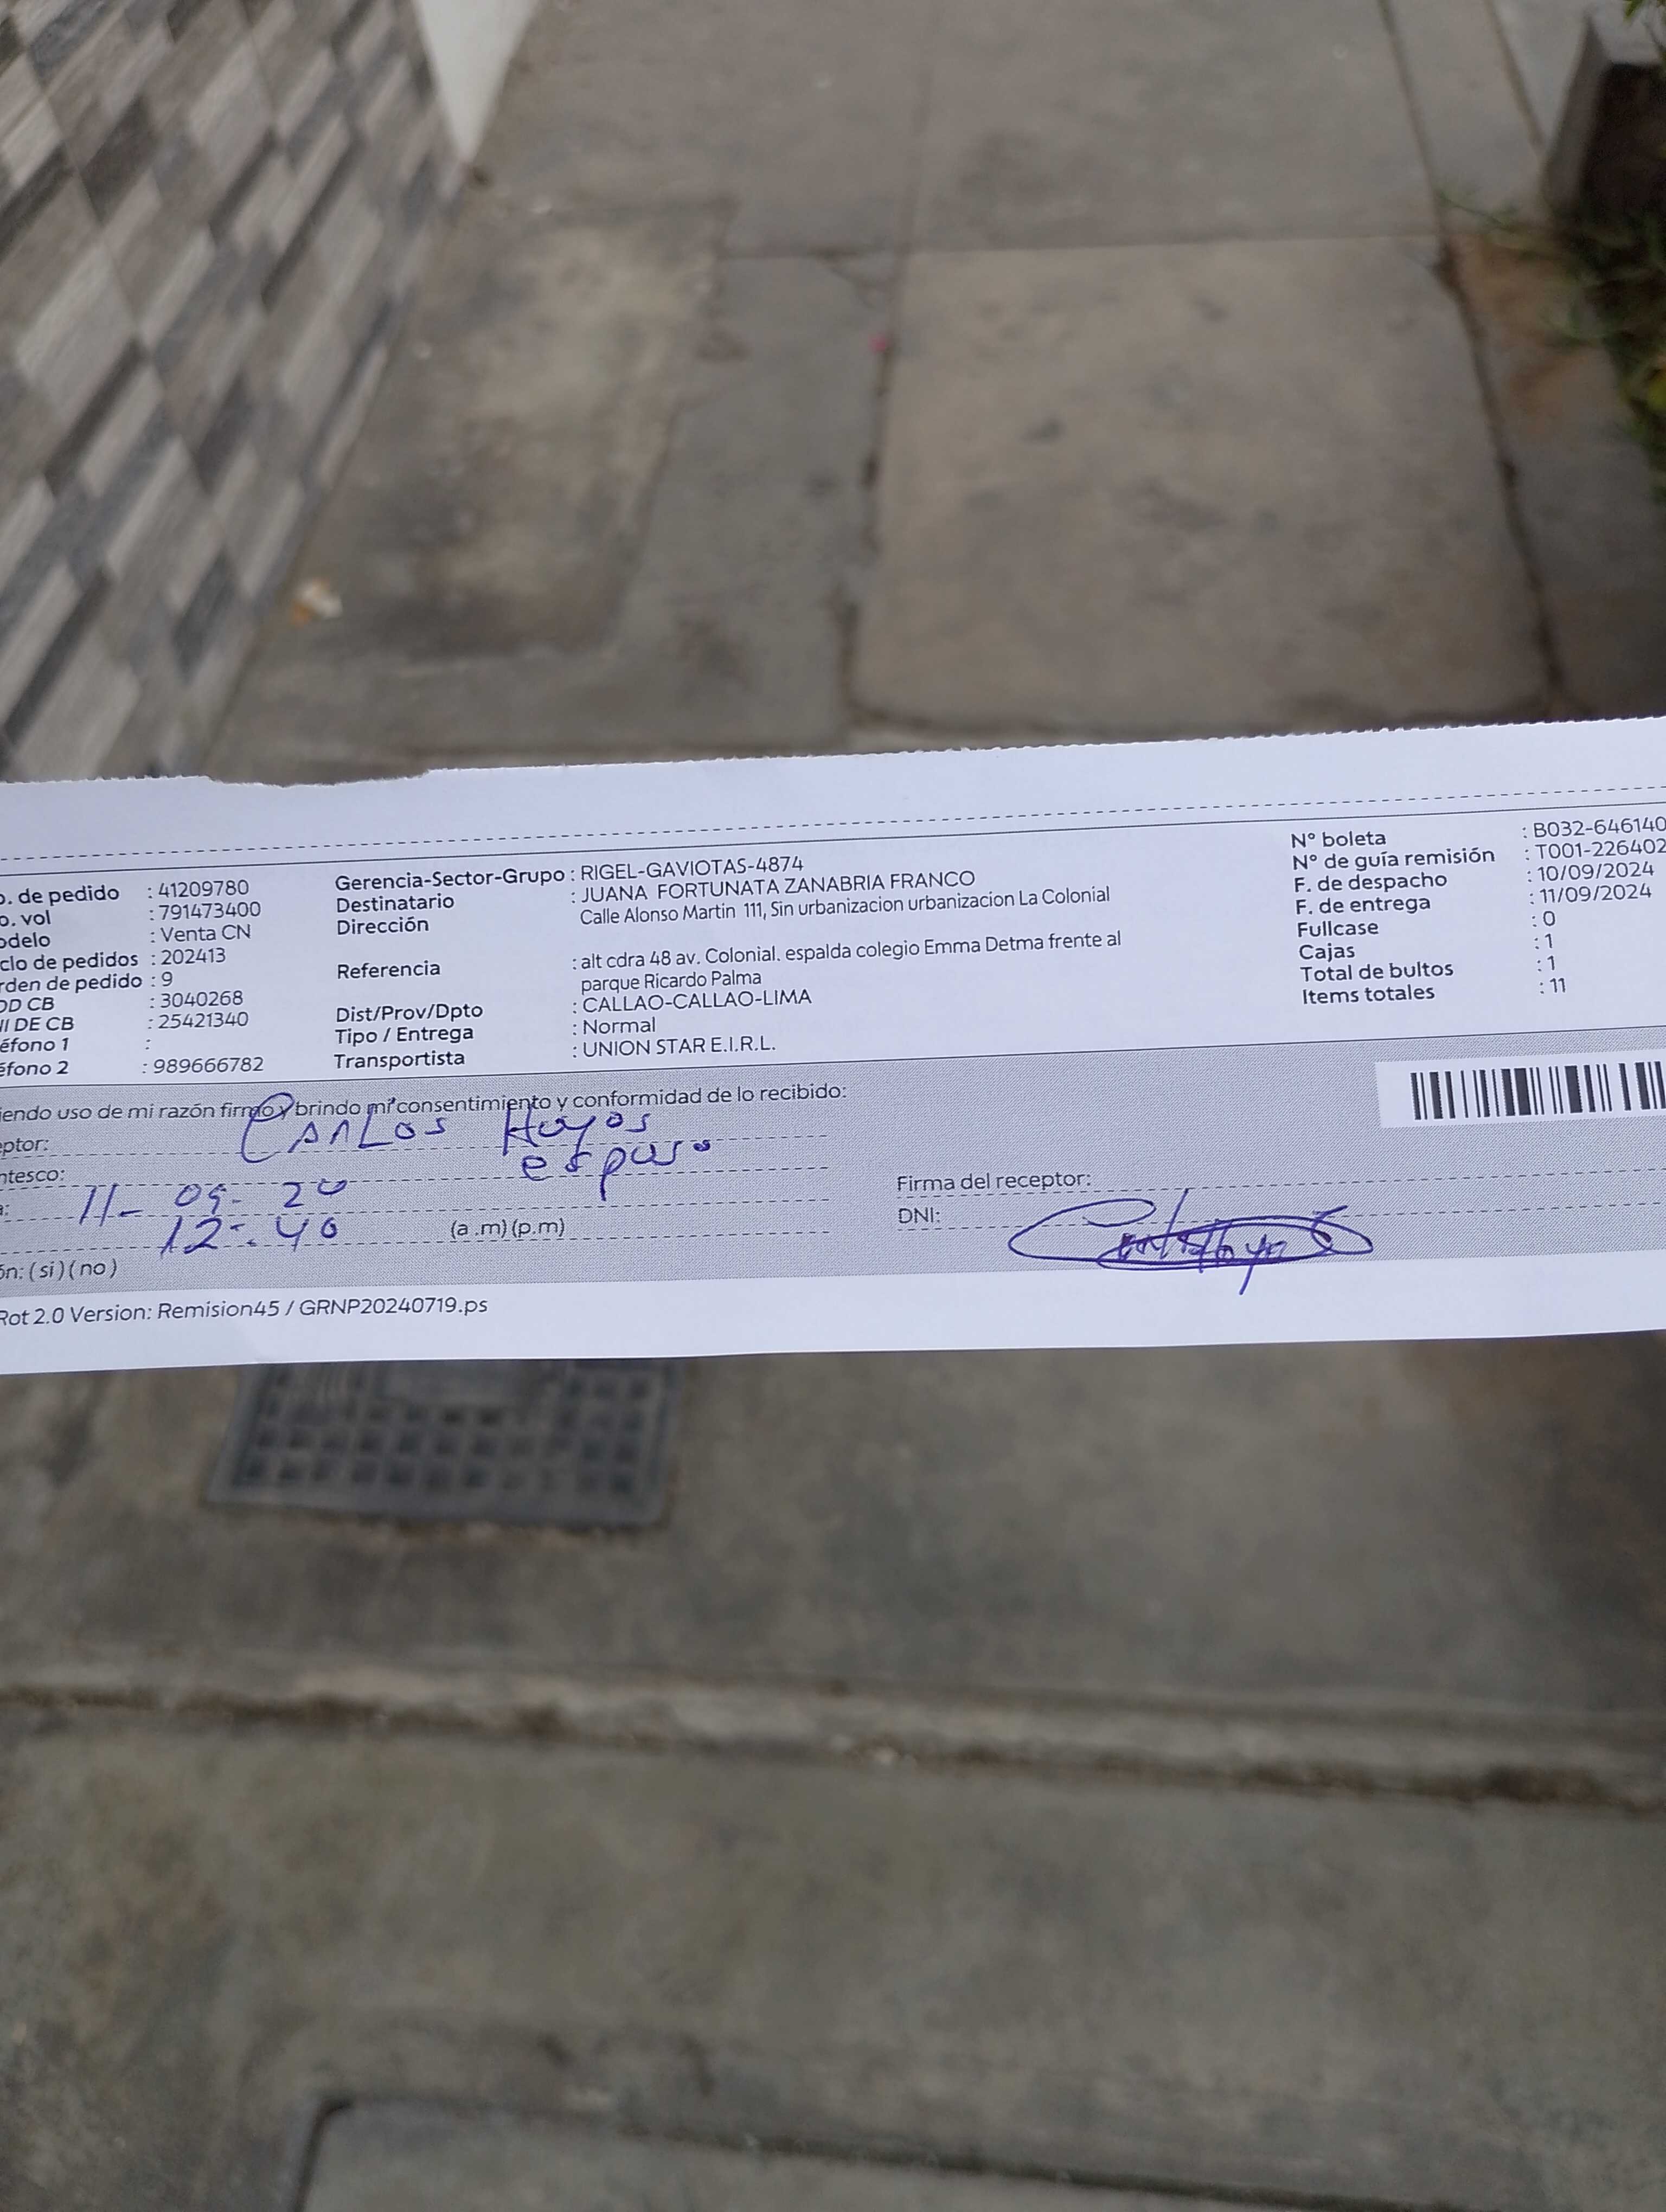 o. de pedido : 41209780
o. vol : 791473400
odelo : Venta CN
clo de pedidos : 202413
rden de pedido : 9
OD CB : 3040268
II DE CB : 25421340
éfono 1 :
éfono 2 : 989666782
Gerencia-Sector-Grupo : RIGEL-GAVIOTAS-4874
Destinatario : JUANA FORTUNATA ZANABRIA FRANCO
Dirección Calle Alonso Martin 111, Sin urbanizacion urbanizacion La Colonial
Referencia : alt cdra 48 av. Colonial. espalda colegio Emma Detma frente al
parque Ricardo Palma
Dist/Prov/Dpto : CALLAO-CALLAO-LIMA
Tipo / Entrega : Normal
Transportista : UNION STAR E.I.R.L.
N° boleta : B032-646140
N° de guía remisión : T001-226402
F. de despacho : 10/09/2024
F. de entrega : 11/09/2024
Fullcase : 0
Cajas : 1
Total de bultos : 1
Items totales : 11
iendo uso de mi razón firmo y brindo mi consentimiento y conformidad de lo recibido:
eptor: Carlos Hoyos
ntesco: esposo
a: 11- 09- 20
12:40 (a.m) (p.m)
ón: ( si ) ( no )
Firma del receptor:
DNI:
Rot 2.0 Version: Remision45 / GRNP20240719.ps